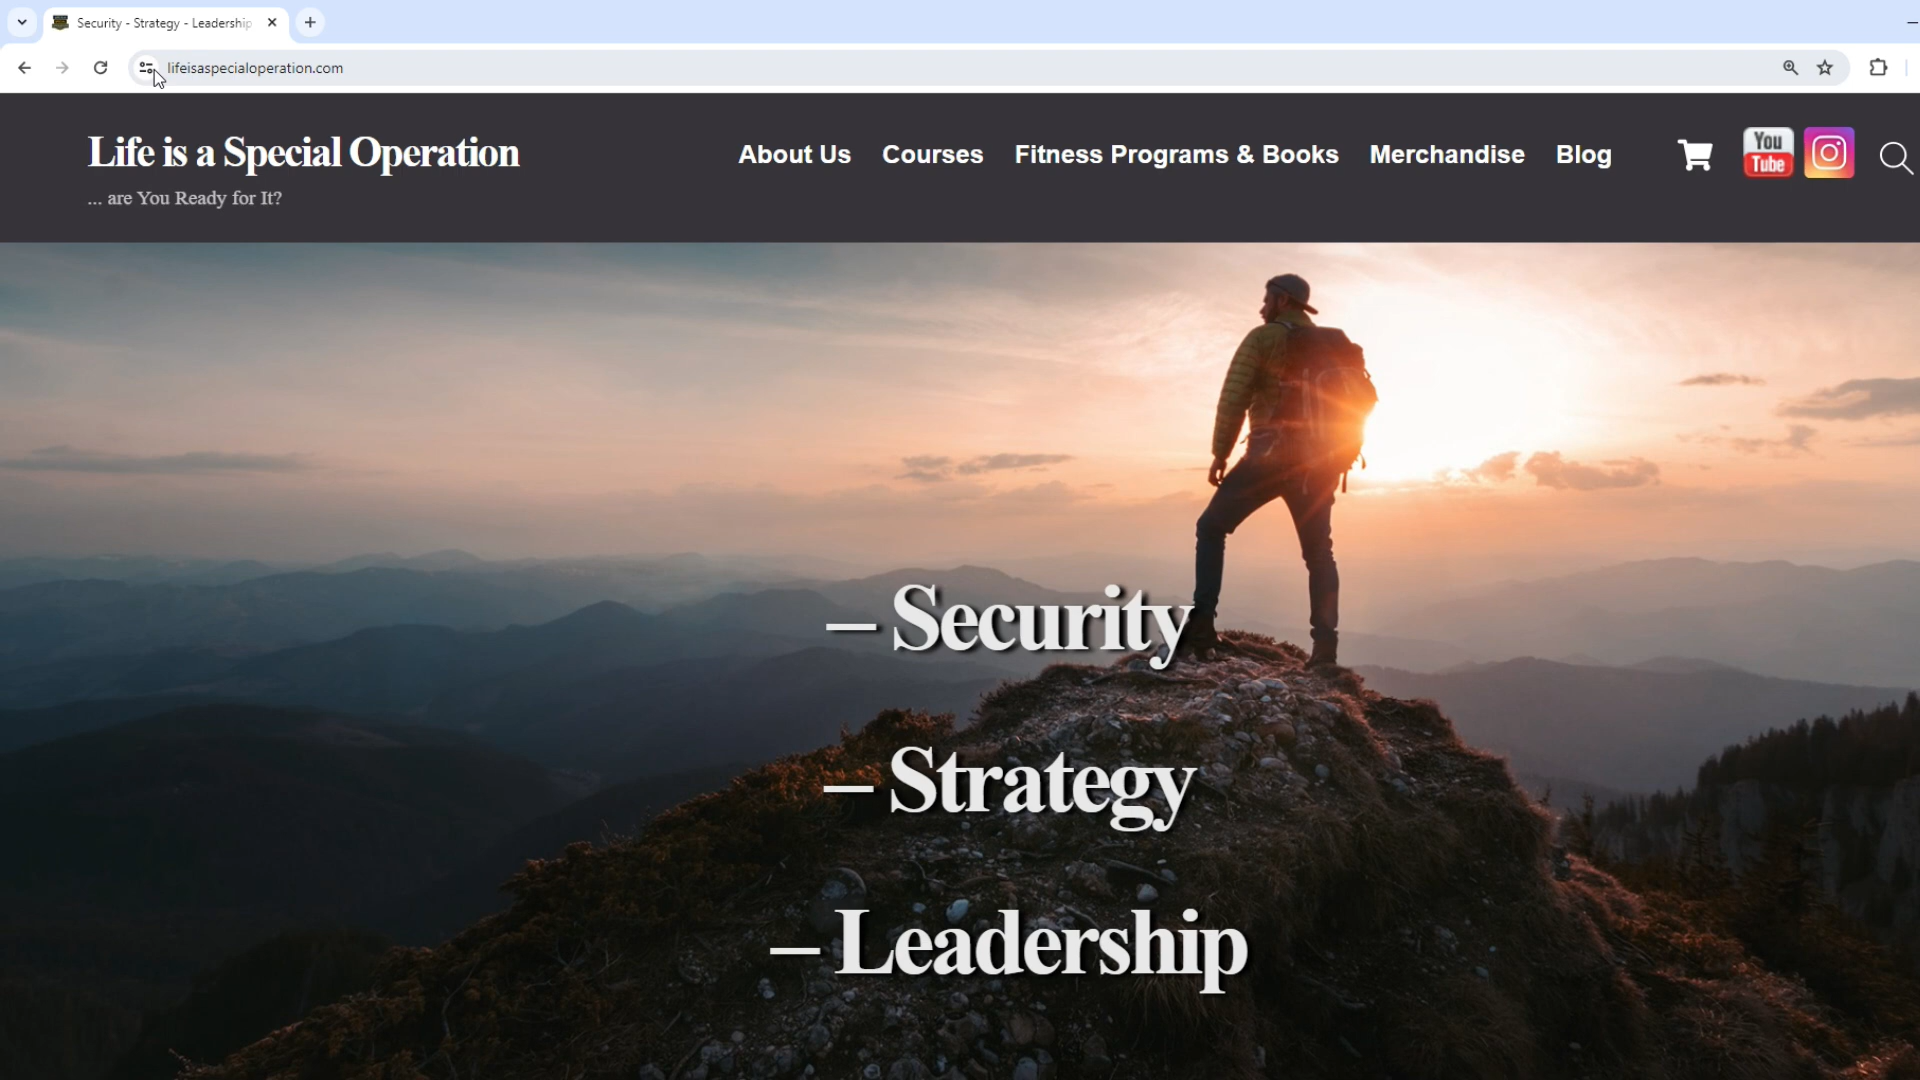 Security - Strategy - Leadership
lifeisaspecialoperation.com
Life is a Special Operation
... are You Ready for It?
About Us Courses Fitness Programs & Books Merchandise Blog
You
Tube
– Security
– Strategy
– Leadership